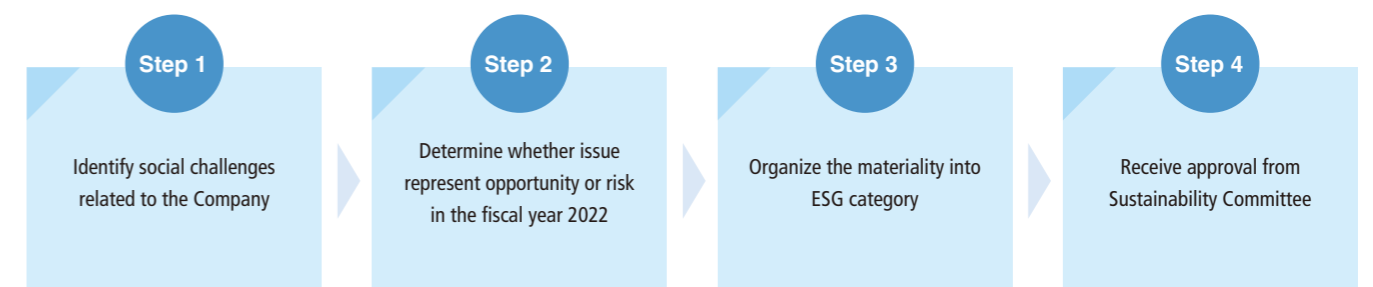 Step 1
Identify social challenges
related to the Company
Step 2
Determine whether issue
represent opportunity or risk
in the fiscal year 2022
Step 3
Organize the materiality into
ESG category
Step 4
Receive approval from
Sustainability Committee